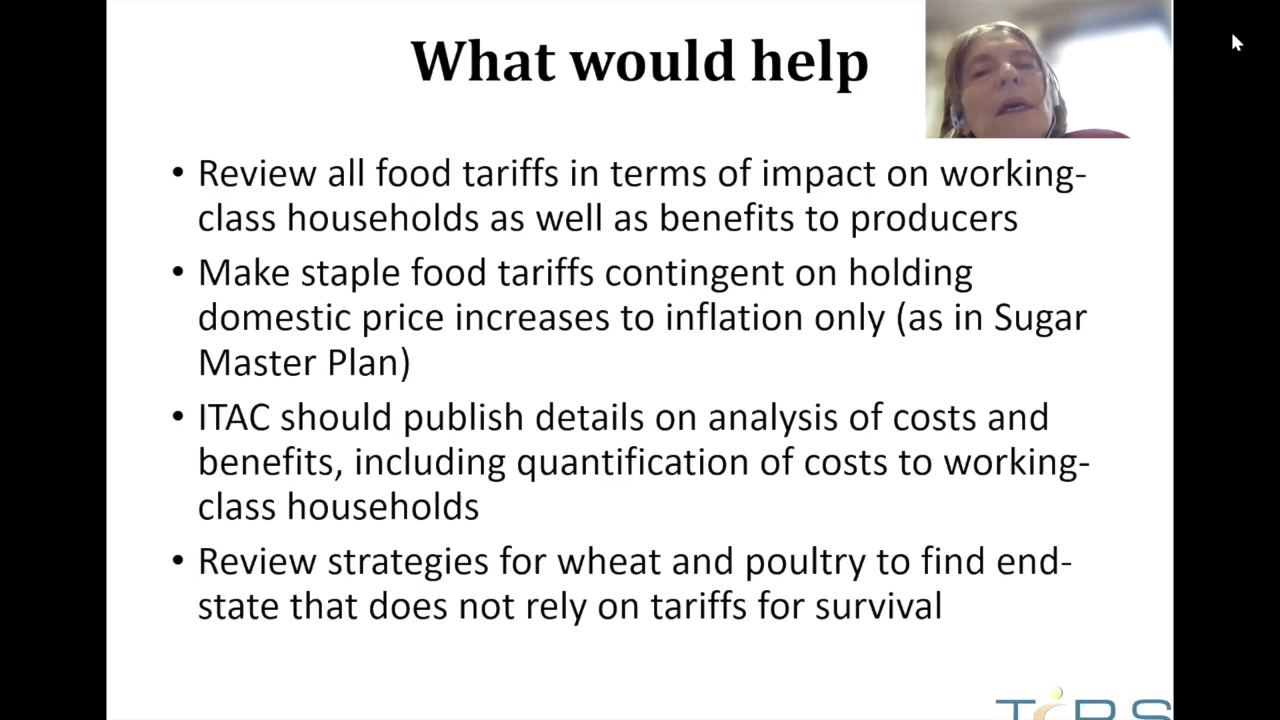 What would help
• Review all food tariffs in terms of impact on working-
class households as well as benefits to producers
• Make staple food tariffs contingent on holding
domestic price increases to inflation only (as in Sugar
Master Plan)
• ITAC should publish details on analysis of costs and
benefits, including quantification of costs to working-
class households
• Review strategies for wheat and poultry to find end-
state that does not rely on tariffs for survival
TIPS